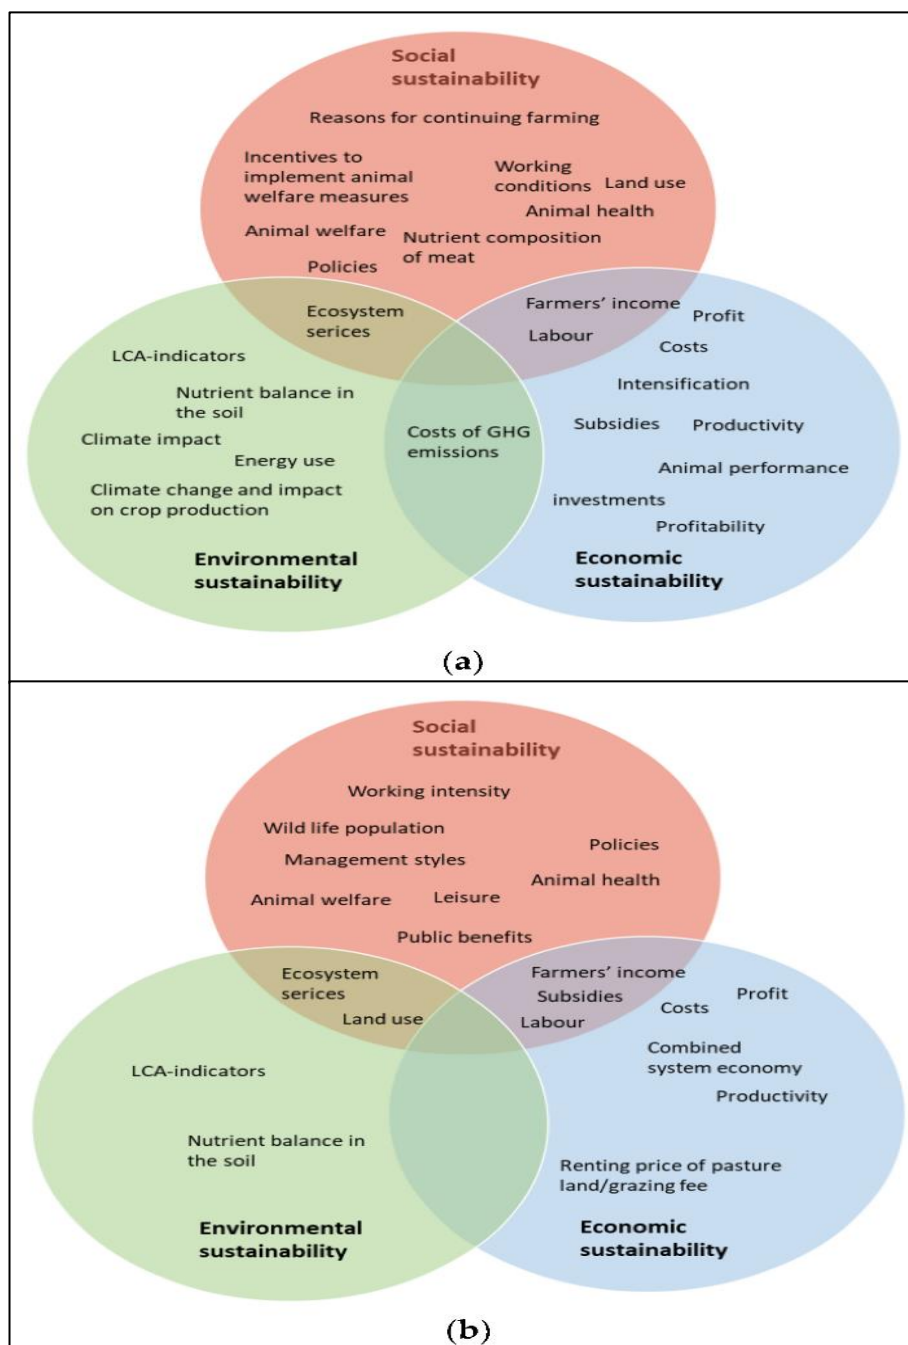 Social
sustainability
Reasons for continuing farming
Incentives to
implement animal
welfare measures
Working
conditions
Land use
Animal health
Animal welfare
Nutrient composition
of meat
Policies
Ecosystem
serices
Farmers’ income
Labour
Profit
Costs
LCA-indicators
Nutrient balance in
the soil
Climate impact
Energy use
Climate change and impact
on crop production
Costs of GHG
emissions
Intensification
Subsidies
Productivity
Animal performance
investments
Profitability
Environmental
sustainability
Economic
sustainability
(a)
Social
sustainability
Working intensity
Wild life population
Management styles
Policies
Animal health
Animal welfare
Leisure
Public benefits
Ecosystem
serices
Land use
Farmers’ income
Subsidies
Labour
Profit
Costs
Combined
system economy
Productivity
LCA-indicators
Nutrient balance in
the soil
Renting price of pasture
land/grazing fee
Environmental
sustainability
Economic
sustainability
(b)